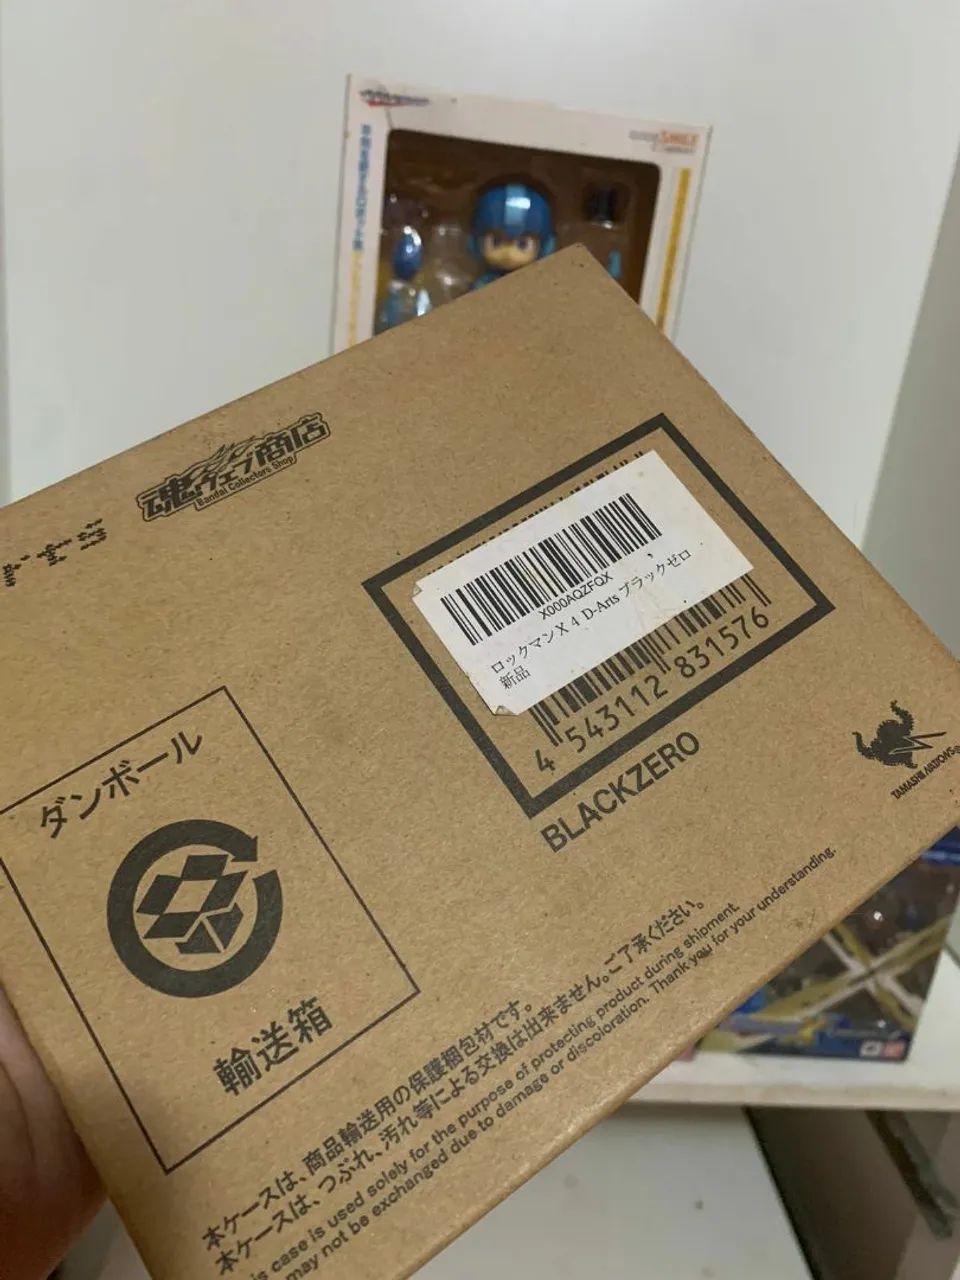 SMILE
魂ウェブ商店
Bandai Collectors Shop
X000AQZFQX
ロックマンX 4 D-Arts ブラックゼロ
新品
4 543112 831576
BLACKZERO
TAMASHII NATIONS
ダンボール
輸送箱
本ケースは、商品輸送用の保護梱包材です。
本ケースは、つぶれ、汚れ等による交換は出来ません。ご了承ください。
is case is used solely for the purpose of protecting product during shipment
may not be exchanged due to damage or discoloration. Thank you for your understanding.